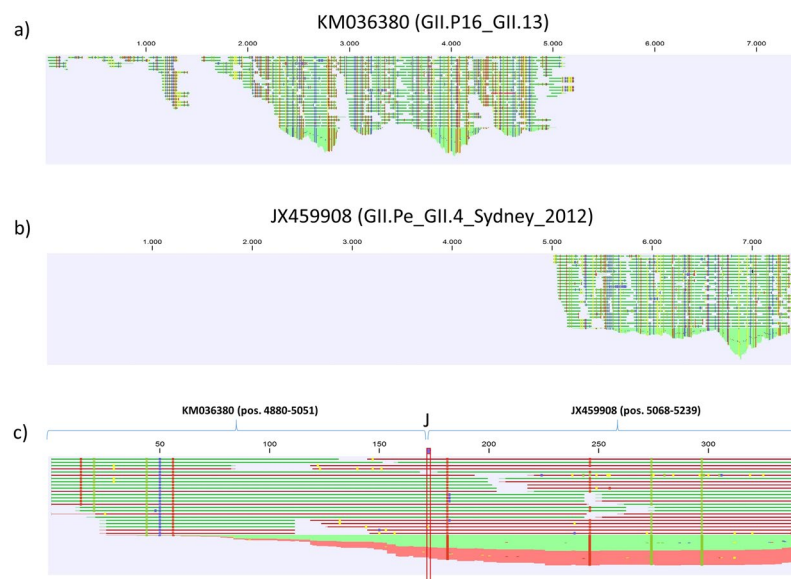 a)
KM036380 (GII.P16_GII.13)
1.000 2.000 3.000 4.000 5.000 6.000 7.000
b)
JX459908 (GII.Pe_GII.4_Sydney_2012)
1.000 2.000 3.000 4.000 5.000 6.000 7.000
c)
KM036380 (pos. 4880-5051) J JX459908 (pos. 5068-5239)
50 100 150 200 250 300